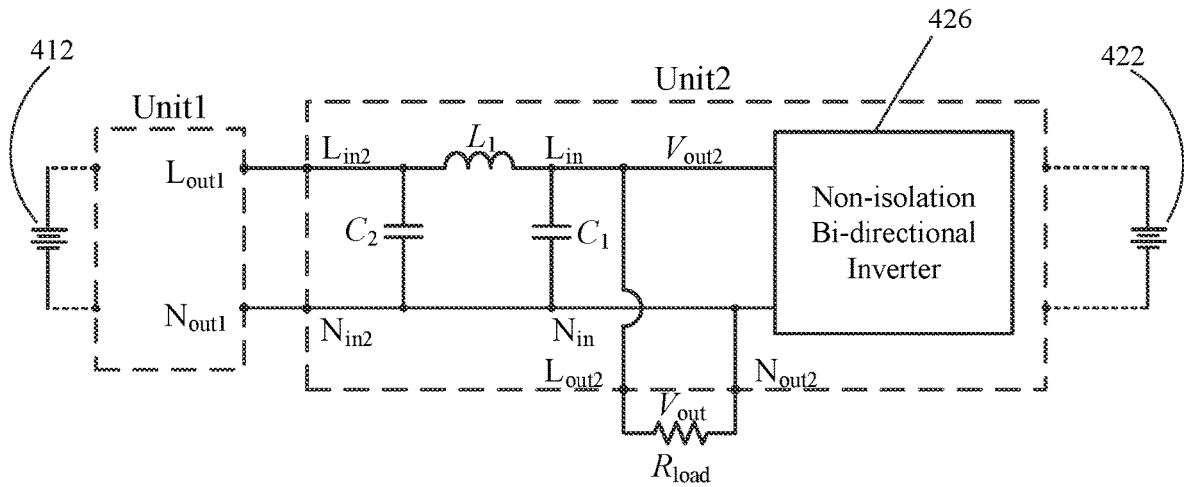 412
426
422
Unit1
Unit2
Lout1
Lin2
L1
Lin
Vout2
Non-isolation
Bi-directional
Inverter
C2
C1
Nout1
Nin2
Nin
Lout2
Nout2
Vout
Rload